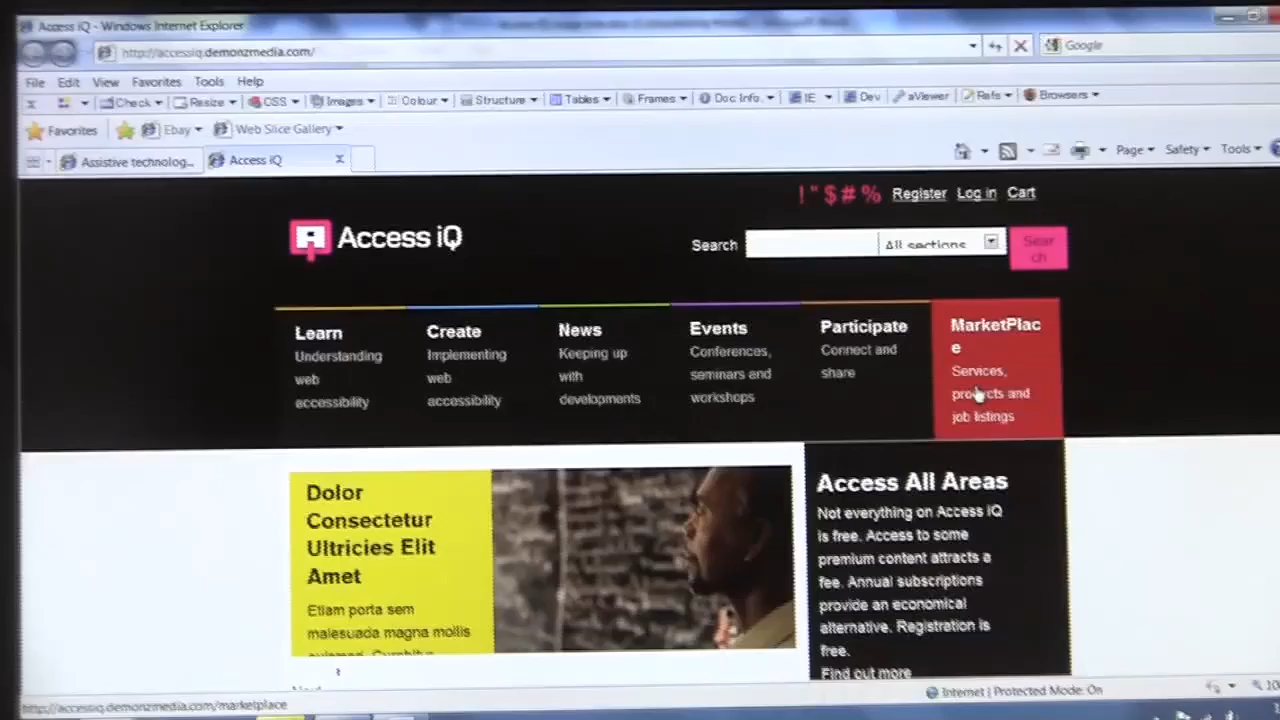 Access iQ - Windows Internet Explorer
http://accessiq.demonzmedia.com/
Google
File Edit View Favorites Tools Help
X Check Resize CSS Images Colour Structure Tables Frames Doc Info IE Dev aViewer Refs Browsers
Favorites Ebay Web Slice Gallery
Assistive technolog... Access iQ X
Page Safety Tools
!"$#% Register Log in Cart
Access iQ
Search All sections Sear
ch
Learn
Understanding
web
accessibility
Create
Implementing
web
accessibility
News
Keeping up
with
developments
Events
Conferences,
seminars and
workshops
Participate
Connect and
share
MarketPlac
e
Services,
products and
job listings
Dolor
Consectetur
Ultricies Elit
Amet
Etiam porta sem
malesuada magna mollis
Access All Areas
Not everything on Access iQ
is free. Access to some
premium content attracts a
fee. Annual subscriptions
provide an economical
alternative. Registration is
free.
Find out more
Internet | Protected Mode: On
http://accessiq.demonzmedia.com/marketplace